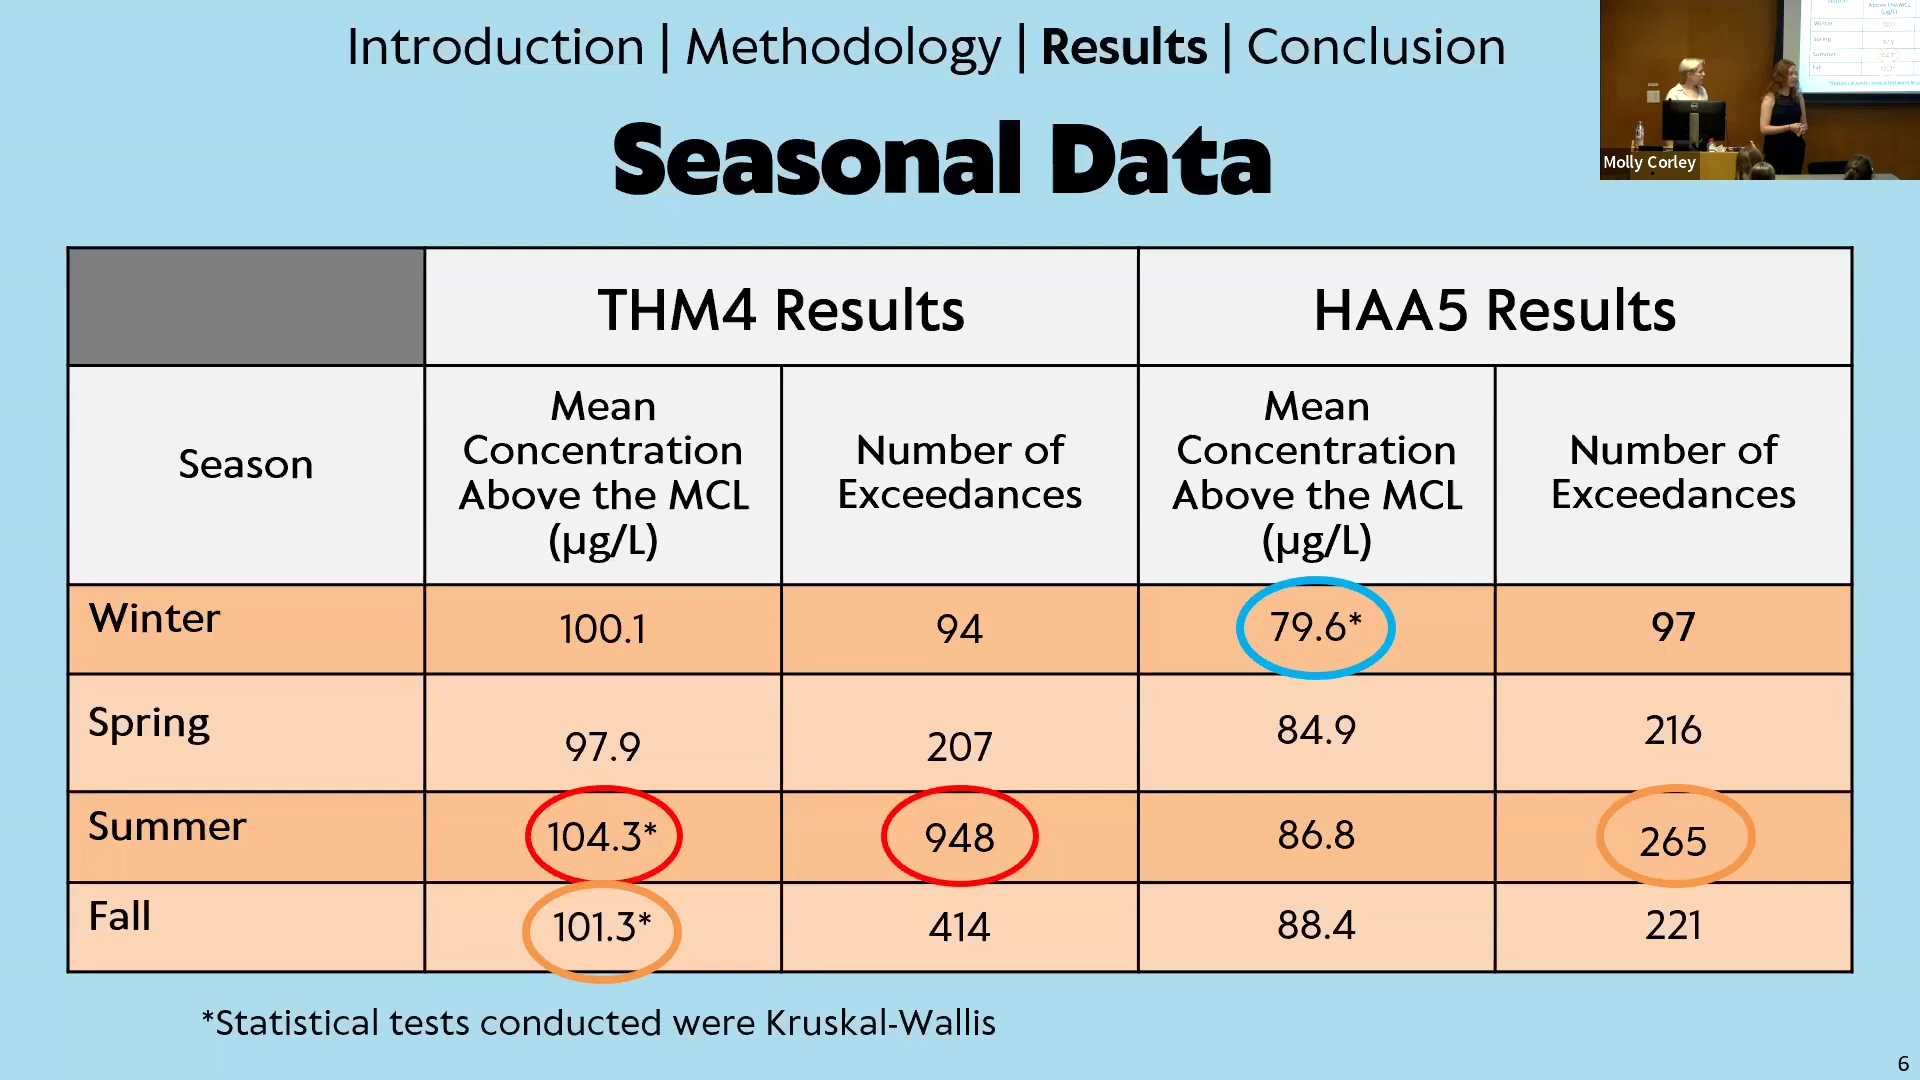 Introduction | Methodology | Results | Conclusion
Seasonal Data
Molly Corley
THM4 Results
HAA5 Results
Season
Mean
Concentration
Above the MCL
(µg/L)
Number of
Exceedances
Mean
Concentration
Above the MCL
(µg/L)
Number of
Exceedances
Winter
100.1
94
79.6*
97
Spring
97.9
207
84.9
216
Summer
104.3*
948
86.8
265
Fall
101.3*
414
88.4
221
*Statistical tests conducted were Kruskal-Wallis
6